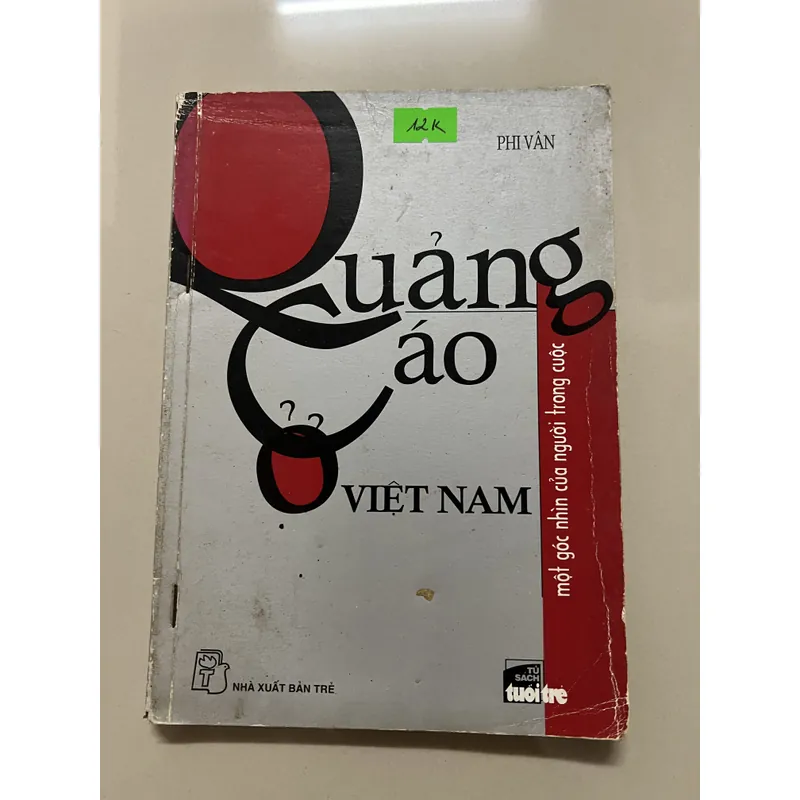 12K
PHI VÂN
Quảng
Cáo
Ở VIỆT NAM
một góc nhìn của người trong cuộc
NHÀ XUẤT BẢN TRẺ
TỦ
SÁCH
tuổi trẻ